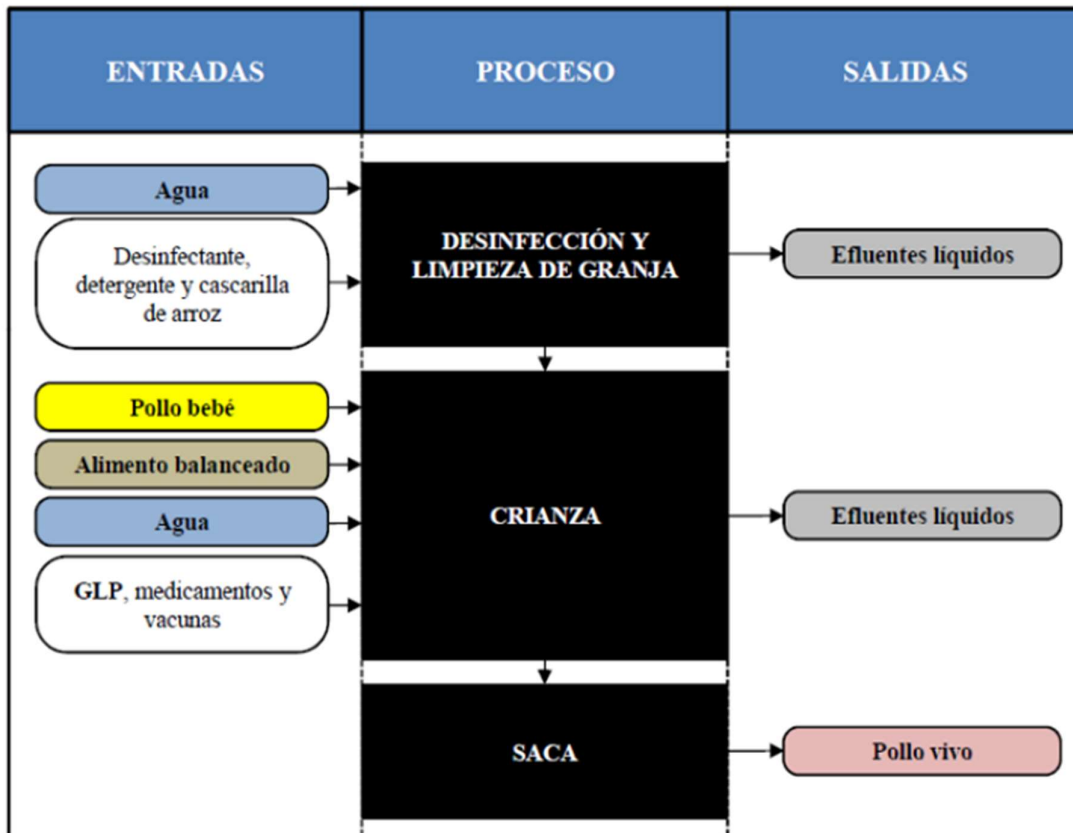 ENTRADAS
PROCESO
SALIDAS
Agua
Desinfectante,
detergente y cascarilla
de arroz
DESINFECCIÓN Y
LIMPIEZA DE GRANJA
Efluentes líquidos
Pollo bebé
Alimento balanceado
Agua
GLP, medicamentos y
vacunas
CRIANZA
Efluentes líquidos
SACA
Pollo vivo